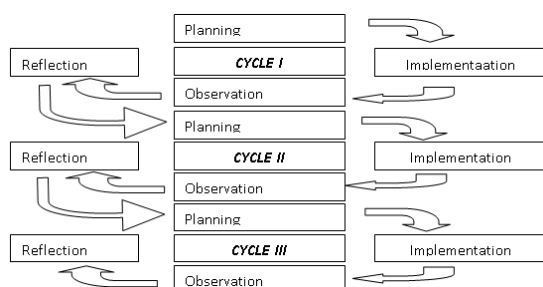 Planning
Reflection
CYCLE I
Implementaation
Observation
Planning
Reflection
CYCLE II
Implementation
Observation
Planning
Reflection
CYCLE III
Implementation
Observation